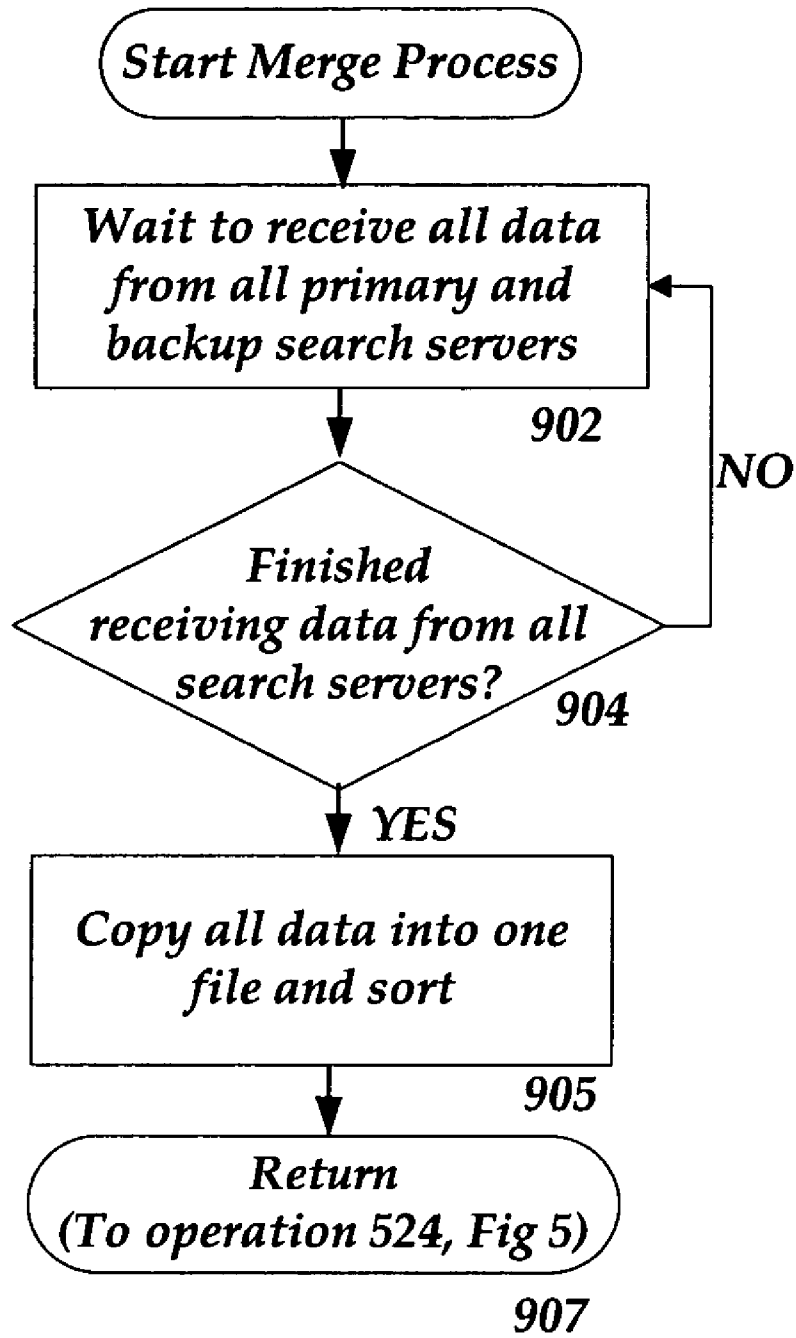 Start Merge Process
Wait to receive all data
from all primary and
backup search servers
902
NO
Finished
receiving data from all
search servers?
904
YES
Copy all data into one
file and sort
905
Return
(To operation 524, Fig 5)
907